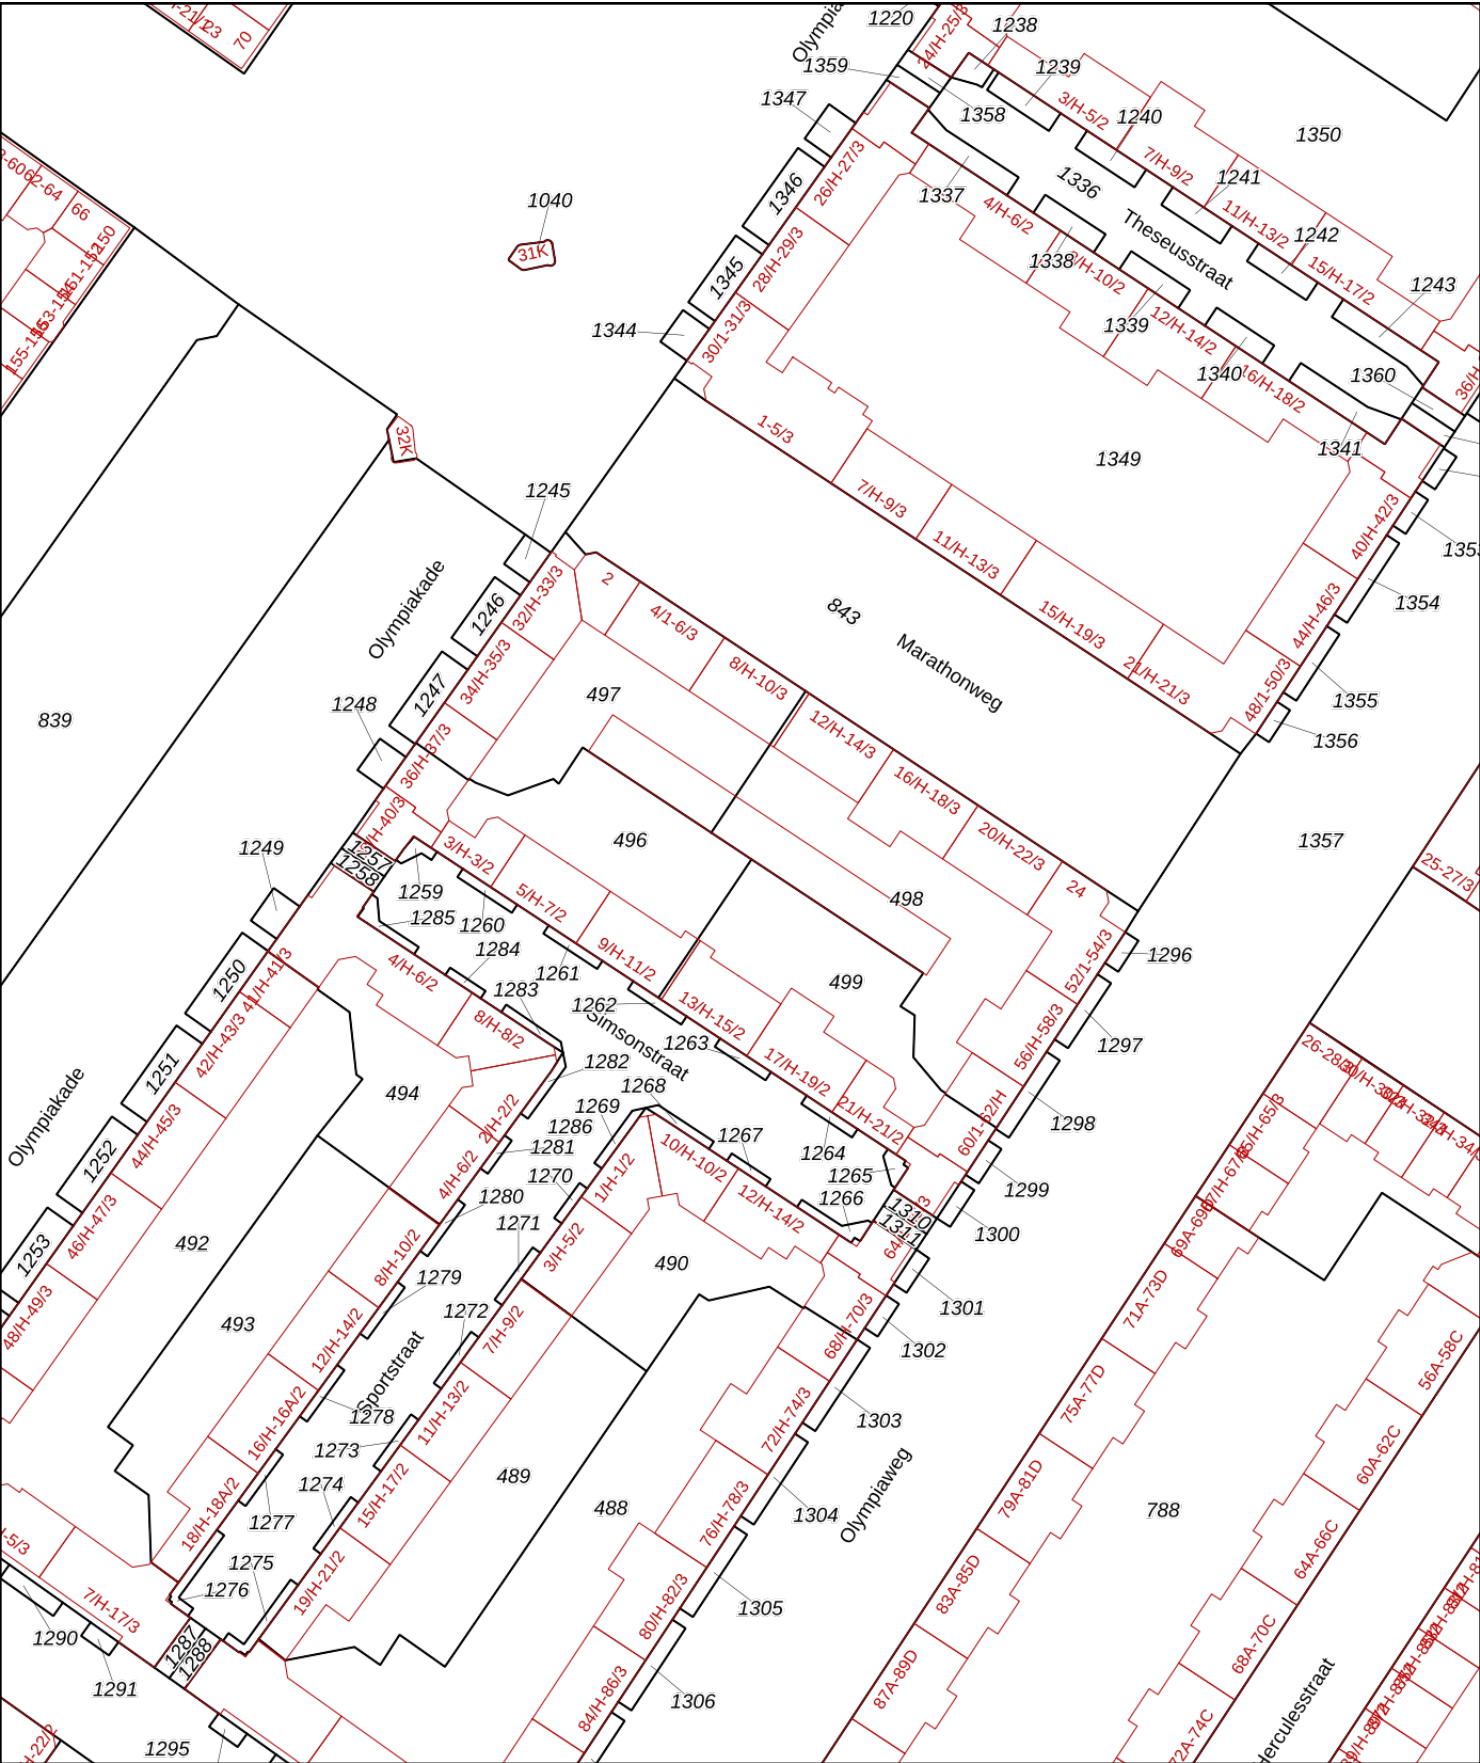 70
1220
24/H-25/3
1238
1359
1239
1347
1358
3/H-5/2
1240
1350
26/H-27/3
1346
7/H-9/2
1241
1337
1336
66
1040
4/H-6/2
11/H-13/2
1242
Theseusstraat
31K
28/H-29/3
1345
1338
15/H-17/2
1243
1344
30/1-31/3
1339
12/H-14/2
1340
16/H-18/2
1360
32K
1-5/3
1349
1341
1245
7/H-9/3
40/H-42/3
11/H-13/3
Olympiakade
1246
32/H-33/3
2
4/1-6/3
843
15/H-19/3
44/H-46/3
1354
34/H-35/3
8/H-10/3
Marathonweg
21/H-21/3
48/1-50/3
1355
1247
497
839
1248
36/H-37/3
12/H-14/3
1356
16/H-18/3
1249
1257
1258
3/H-3/2
496
20/H-22/3
1357
25-27/3
1259
5/H-7/2
498
24
1285
1260
1284
9/H-11/2
52/1-54/3
1296
4/H-6/2
1261
1250
41/H-41/3
1283
8/H-8/2
1262
13/H-15/2
499
Simsonstraat
1263
56/H-58/3
1297
42/H-43/3
1282
17/H-19/2
1251
494
1268
1269
2/H-2/2
1286
21/H-21/2
60/1-62/H
1298
Olympiakade
44/H-45/3
1281
10/H-10/2
1267
1264
1252
4/H-6/2
1270
1/H-1/2
1265
1299
1280
12/H-14/2
1266
1310
1311
1300
46/H-47/3
1271
1253
492
8/H-10/2
3/H-5/2
490
1279
71A-73D
1301
48/H-49/3
493
12/H-14/2
1272
7/H-9/2
68/H-70/3
1302
Sportstraat
56A-58C
16/H-16A/2
1278
11/H-13/2
72/H-74/3
75A-77D
1303
1273
60A-62C
1274
15/H-17/2
489
Olympiaweg
79A-81D
788
18/H-18A/2
1277
488
76/H-78/3
1304
64A-66C
1275
1276
19/H-21/2
83A-85D
7/H-17/3
80/H-82/3
1305
1290
1287
1288
68A-70C
87A-89D
1291
84/H-86/3
1306
Herculesstraat
1295